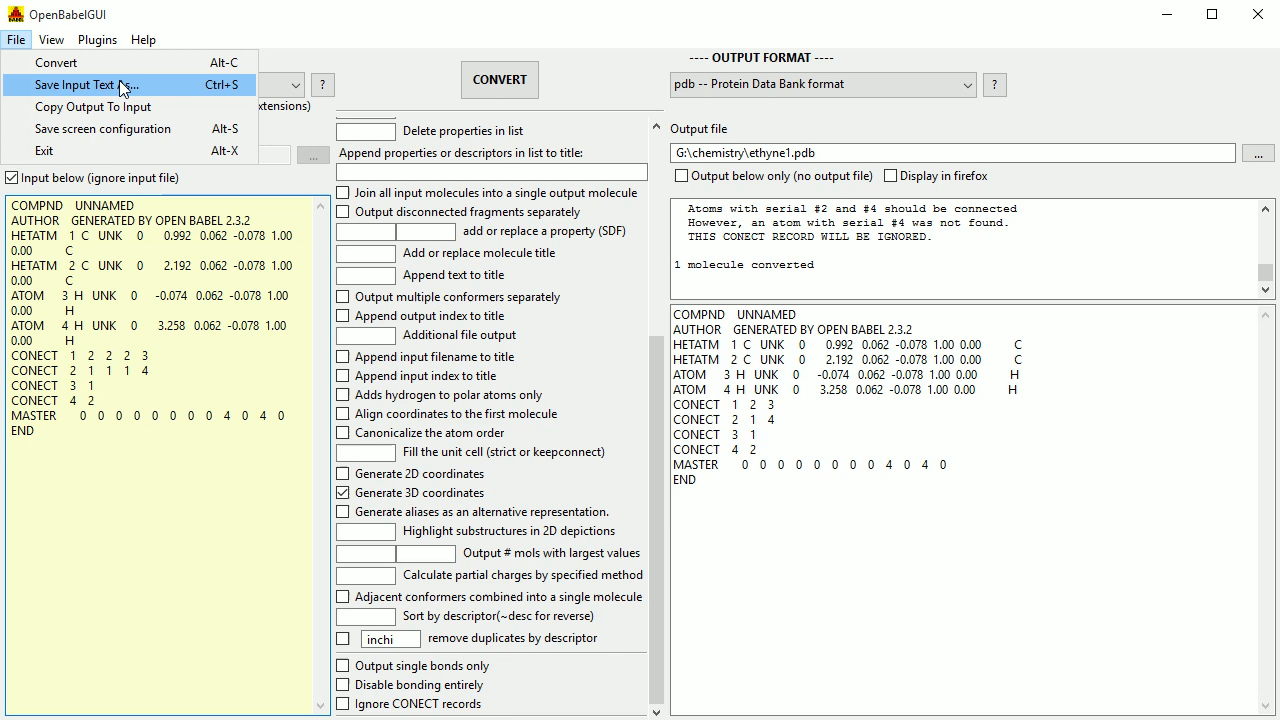 OpenBabelGUI
File View Plugins Help
Convert Alt-C
Save Input Text As... Ctrl+S
Copy Output To Input
Save screen configuration Alt-S
Exit Alt-X
?
xtensions)
...
Input below (ignore input file)
COMPND UNNAMED
AUTHOR GENERATED BY OPEN BABEL 2.3.2
HETATM 1 C UNK 0 0.992 0.062 -0.078 1.00
0.00 C
HETATM 2 C UNK 0 2.192 0.062 -0.078 1.00
0.00 C
ATOM 3 H UNK 0 -0.074 0.062 -0.078 1.00
0.00 H
ATOM 4 H UNK 0 3.258 0.062 -0.078 1.00
0.00 H
CONECT 1 2 2 2 3
CONECT 2 1 1 1 4
CONECT 3 1
CONECT 4 2
MASTER 0 0 0 0 0 0 0 0 4 0 4 0
END
CONVERT
Delete properties in list
Append properties or descriptors in list to title:
Join all input molecules into a single output molecule
Output disconnected fragments separately
add or replace a property (SDF)
Add or replace molecule title
Append text to title
Output multiple conformers separately
Append output index to title
Additional file output
Append input filename to title
Append input index to title
Adds hydrogen to polar atoms only
Align coordinates to the first molecule
Canonicalize the atom order
Fill the unit cell (strict or keepconnect)
Generate 2D coordinates
Generate 3D coordinates
Generate aliases as an alternative representation.
Highlight substructures in 2D depictions
Output # mols with largest values
Calculate partial charges by specified method
Adjacent conformers combined into a single molecule
Sort by descriptor(~desc for reverse)
inchi remove duplicates by descriptor
Output single bonds only
Disable bonding entirely
Ignore CONECT records
---- OUTPUT FORMAT ----
pdb -- Protein Data Bank format ?
Output file
G:\chemistry\ethyne1.pdb ...
Output below only (no output file) Display in firefox
Atoms with serial #2 and #4 should be connected
However, an atom with serial #4 was not found.
THIS CONECT RECORD WILL BE IGNORED.
1 molecule converted
COMPND UNNAMED
AUTHOR GENERATED BY OPEN BABEL 2.3.2
HETATM 1 C UNK 0 0.992 0.062 -0.078 1.00 0.00 C
HETATM 2 C UNK 0 2.192 0.062 -0.078 1.00 0.00 C
ATOM 3 H UNK 0 -0.074 0.062 -0.078 1.00 0.00 H
ATOM 4 H UNK 0 3.258 0.062 -0.078 1.00 0.00 H
CONECT 1 2 3
CONECT 2 1 4
CONECT 3 1
CONECT 4 2
MASTER 0 0 0 0 0 0 0 0 4 0 4 0
END